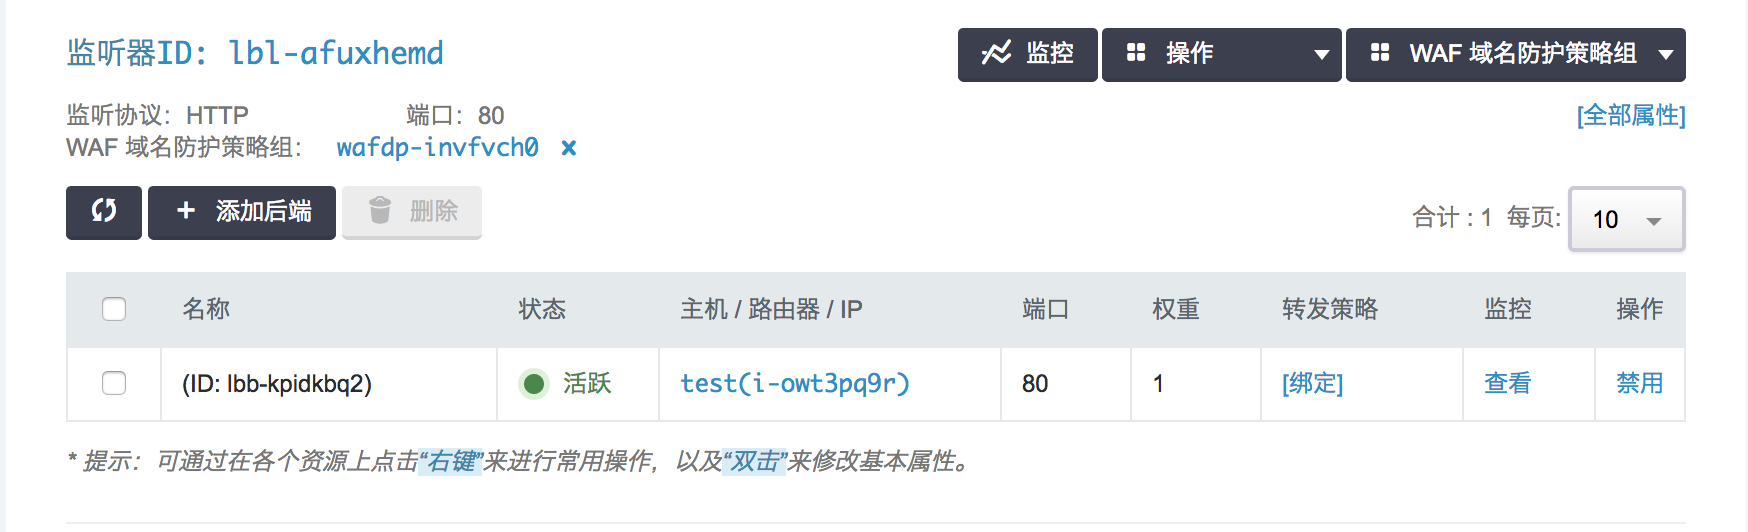 监听器ID: lbl-afuxhemd
监控 操作 WAF 域名防护策略组
监听协议: HTTP 端口: 80 [全部属性]
WAF 域名防护策略组: wafdp-invfvch0 ×
+ 添加后端 删除 合计 : 1 每页: 10
名称 状态 主机 / 路由器 / IP 端口 权重 转发策略 监控 操作
(ID: lbb-kpidkbq2) 活跃 test(i-owt3pq9r) 80 1 [绑定] 查看 禁用
* 提示: 可通过在各个资源上点击“右键”来进行常用操作, 以及“双击”来修改基本属性。